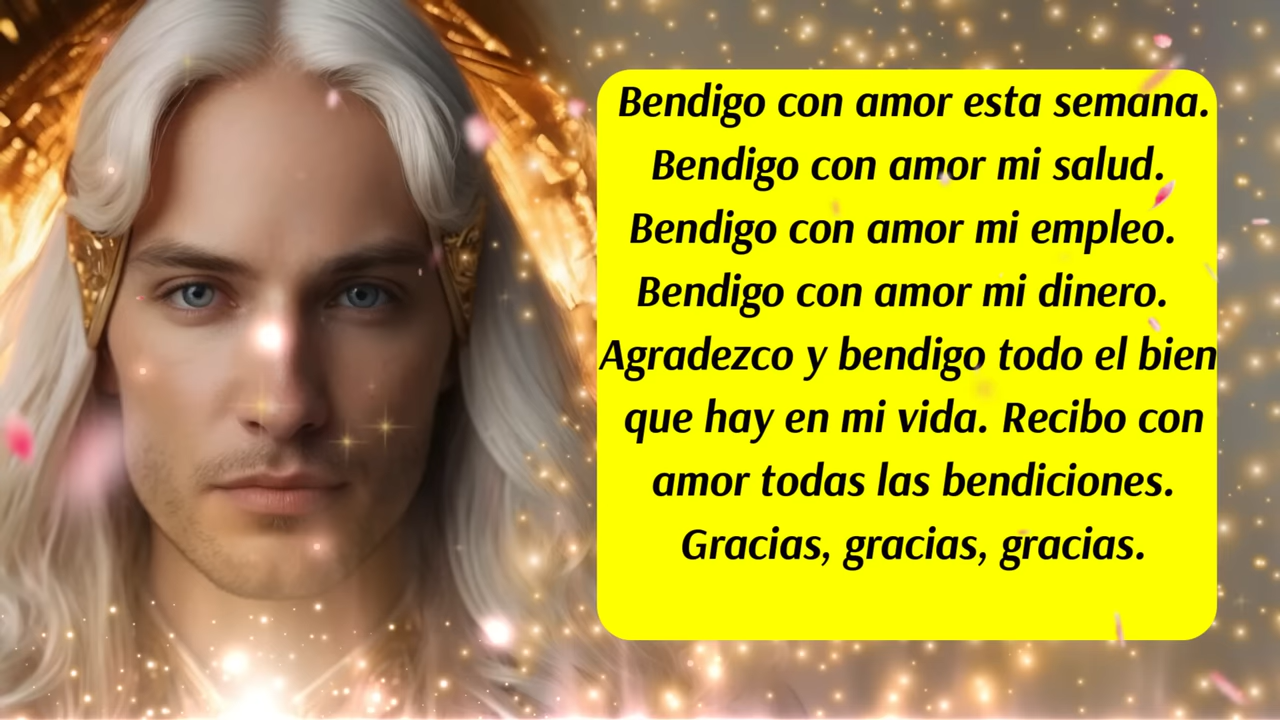 Bendigo con amor esta semana.
Bendigo con amor mi salud.
Bendigo con amor mi empleo.
Bendigo con amor mi dinero.
Agradezco y bendigo todo el bien
que hay en mi vida. Recibo con
amor todas las bendiciones.
Gracias, gracias, gracias.